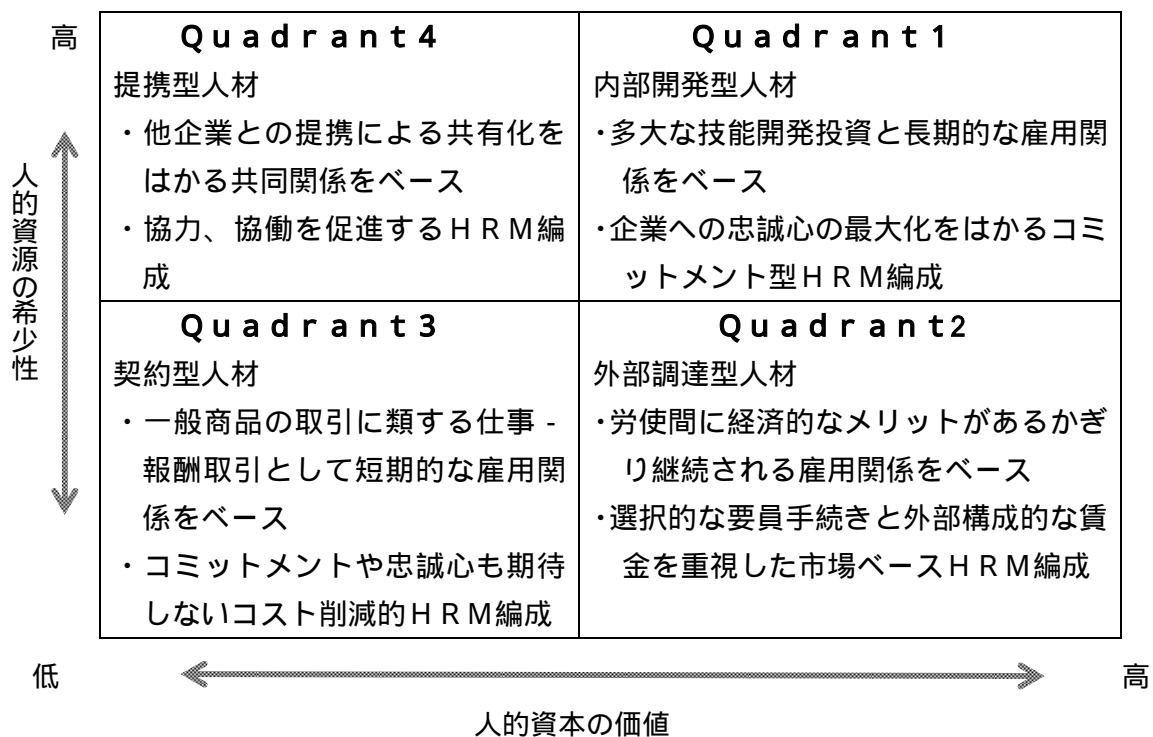 高
Ｑｕａｄｒａｎｔ４
提携型人材
・他企業との提携による共有化を
はかる共同関係をベース
・協力、協働を促進するＨＲＭ編
成
Ｑｕａｄｒａｎｔ１
内部開発型人材
・多大な技能開発投資と長期的な雇用関
係をベース
・企業への忠誠心の最大化をはかるコミ
ットメント型ＨＲＭ編成
人的資源の希少性
Ｑｕａｄｒａｎｔ３
契約型人材
・一般商品の取引に類する仕事 -
報酬取引として短期的な雇用関
係をベース
・コミットメントや忠誠心も期待
しないコスト削減的ＨＲＭ編成
Ｑｕａｄｒａｎｔ2
外部調達型人材
・労使間に経済的なメリットがあるかぎ
り継続される雇用関係をベース
・選択的な要員手続きと外部構成的な賃
金を重視した市場ベースＨＲＭ編成
低
高
人的資本の価値